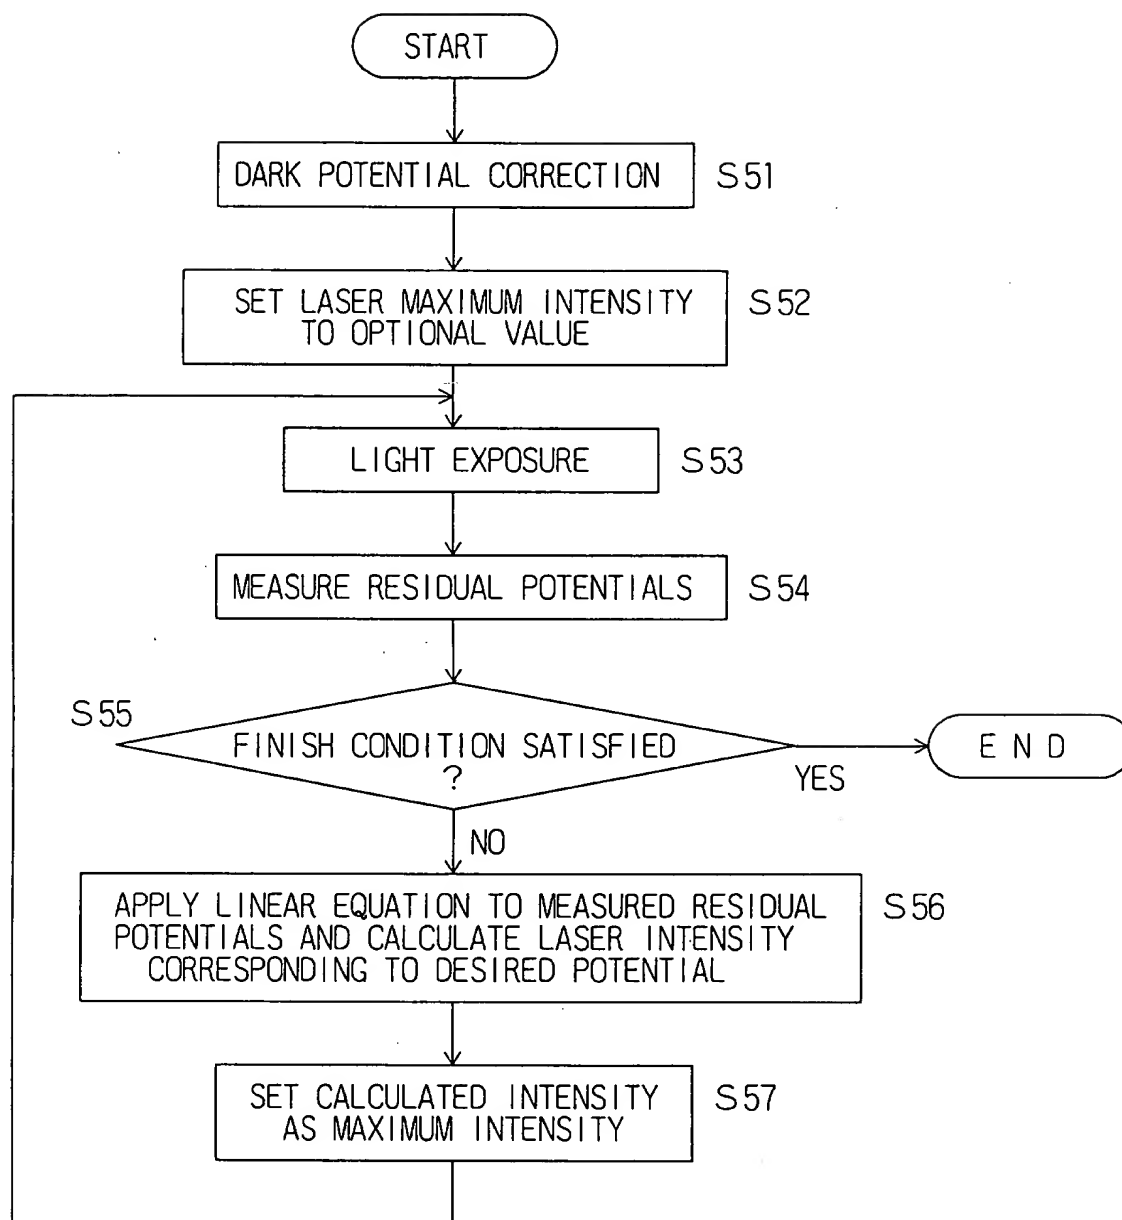 START
DARK POTENTIAL CORRECTION
S51
SET LASER MAXIMUM INTENSITY
TO OPTIONAL VALUE
S52
LIGHT EXPOSURE
S53
MEASURE RESIDUAL POTENTIALS
S54
S55
FINISH CONDITION SATISFIED
?
YES
END
NO
APPLY LINEAR EQUATION TO MEASURED RESIDUAL
POTENTIALS AND CALCULATE LASER INTENSITY
CORRESPONDING TO DESIRED POTENTIAL
S56
SET CALCULATED INTENSITY
AS MAXIMUM INTENSITY
S57